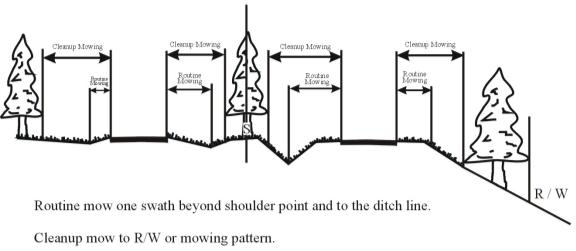 Cleanup Mowing
Cleanup Mowing
Cleanup Mowing
Cleanup Mowing
Routine
Mowing
Routine
Mowing
Routine
Mowing
Routine
Mowing
S
R / W
Routine mow one swath beyond shoulder point and to the ditch line.
Cleanup mow to R/W or mowing pattern.